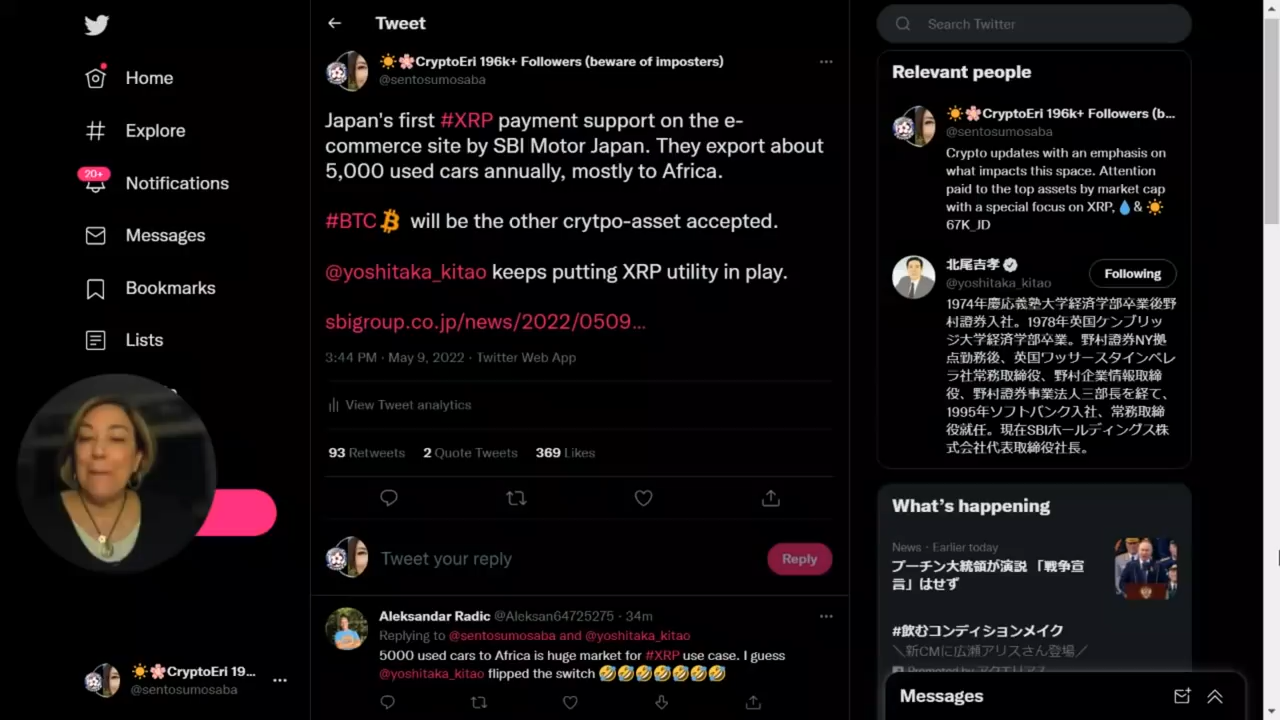 Home
Explore
20+
Notifications
Messages
Bookmarks
Lists
☀️🌸CryptoEri 19...
@sentosumosaba
Tweet
☀️🌸CryptoEri 196k+ Followers (beware of imposters)
@sentosumosaba
Japan's first #XRP payment support on the e-
commerce site by SBI Motor Japan. They export about
5,000 used cars annually, mostly to Africa.
#BTC will be the other crytpo-asset accepted.
@yoshitaka_kitao keeps putting XRP utility in play.
sbigroup.co.jp/news/2022/0509...
3:44 PM · May 9, 2022 · Twitter Web App
View Tweet analytics
93 Retweets 2 Quote Tweets 369 Likes
Tweet your reply
Reply
Aleksandar Radic @Aleksan64725275 · 34m
Replying to @sentosumosaba and @yoshitaka_kitao
5000 used cars to Africa is huge market for #XRP use case. I guess
@yoshitaka_kitao flipped the switch 🤣🤣🤣🤣🤣🤣🤣
Search Twitter
Relevant people
☀️🌸CryptoEri 196k+ Followers (b...
@sentosumosaba
Crypto updates with an emphasis on
what impacts this space. Attention
paid to the top assets by market cap
with a special focus on XRP,💧& ☀️
67K_JD
北尾吉孝
@yoshitaka_kitao
Following
1974年慶応義塾大学経済学部卒業後野
村證券入社。1978年英国ケンブリッ
ジ大学経済学部卒業。野村證券NY拠
点勤務後、英国ワッサースタインペレ
ラ社常務取締役、野村企業情報取締
役、野村證券事業法人三部長を経て、
1995年ソフトバンク入社、常務取締
役就任。現在SBIホールディングス株
式会社代表取締役社長。
What's happening
News · Earlier today
プーチン大統領が演説 「戦争宣
言」はせず
#飲むコンディションメイク
＼新CMに広瀬アリスさん登場／
Promoted by アクエリアス
Messages